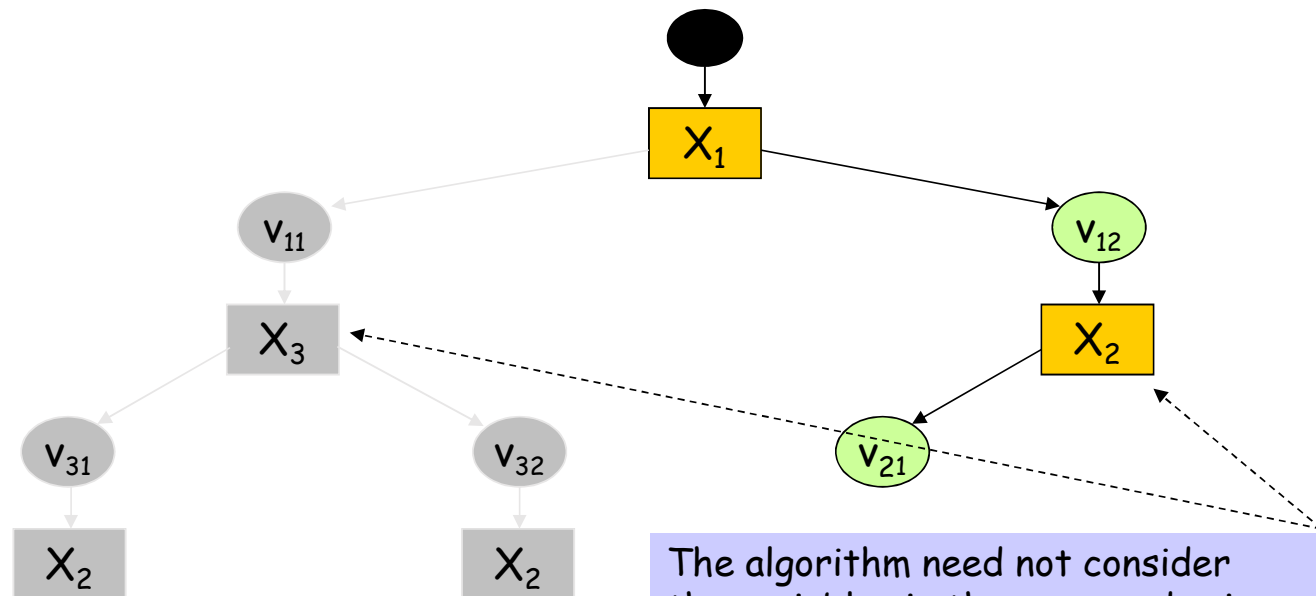 X₁
v₁₁
v₁₂
X₃
X₂
v₃₁
v₃₂
v₂₁
X₂
X₂
The algorithm need not consider